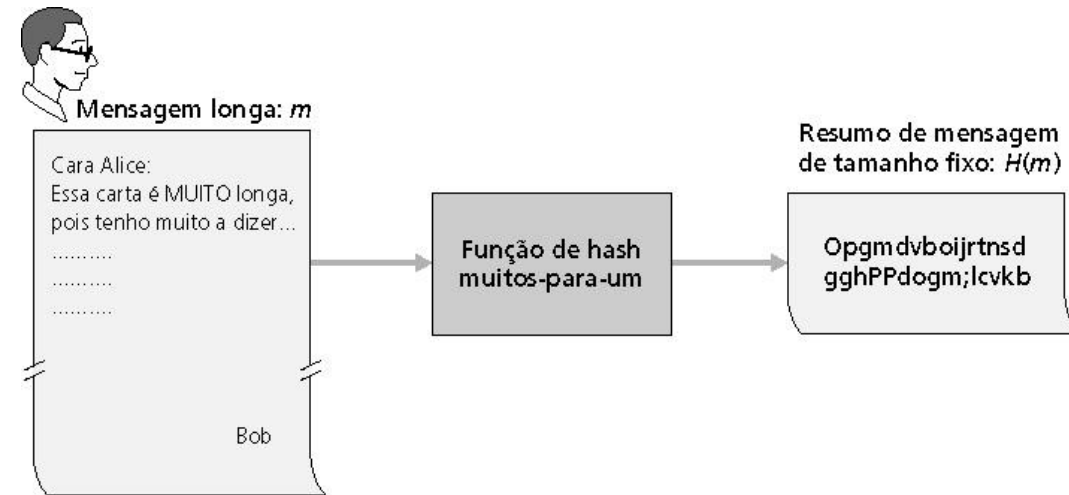 Mensagem longa: m
Cara Alice:
Essa carta é MUITO longa,
pois tenho muito a dizer...
..........
..........
..........
Bob
Função de hash
muitos-para-um
Resumo de mensagem
de tamanho fixo: H(m)
Opgmdvboijrtnsd
gghPPdogm;lcvkb